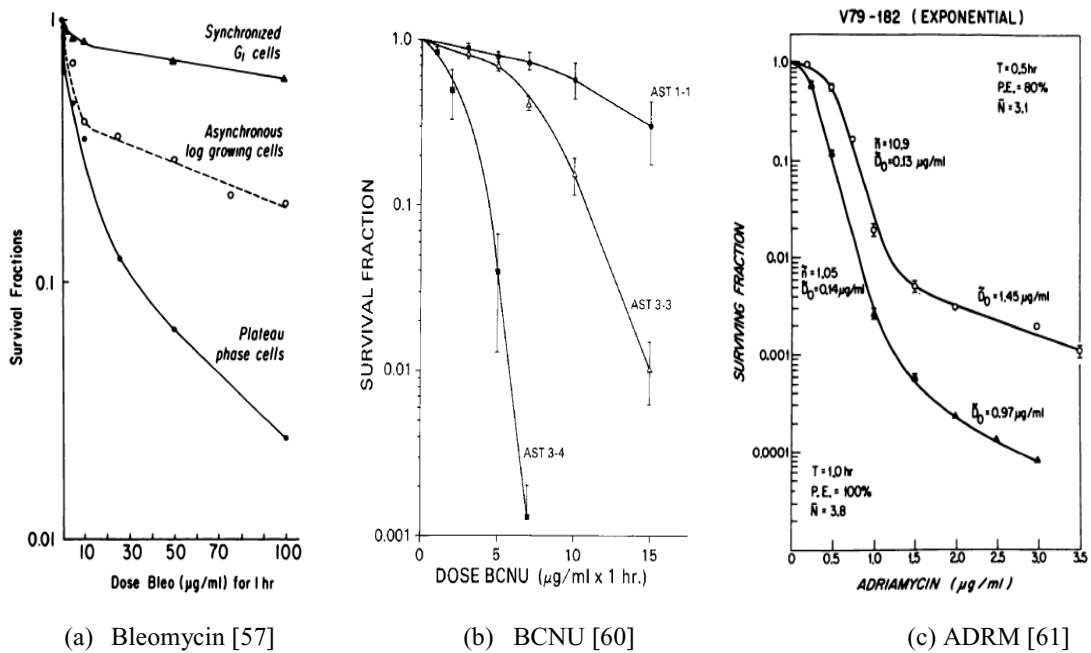 1
0.1
0.01
Survival Fractions
Synchronized
G1 cells
Asynchronous
log growing cells
Plateau
phase cells
10 50 100
Dose Bleo (μg/ml) for 1 hr
(a) Bleomycin [57]
1.0
0.1
0.01
0.001
SURVIVAL FRACTION
AST 1-1
AST 3-3
AST 3-4
0 5 10 15
DOSE BCNU (μg/ml x 1 hr.)
(b) BCNU [60]
V79-182 (EXPONENTIAL)
T = 0.5hr
P.E. = 80%
N̄ = 3.1
1.0
0.1
0.01
0.001
0.0001
SURVIVING FRACTION
ñ = 10.9
D̃0 = 0.13 μg/ml
ñ = 1.05
D̃0 = 0.14 μg/ml
D̃0 = 1.45 μg/ml
D̃0 = 0.97 μg/ml
T = 1.0 hr
P.E. = 100%
N̄ = 3.8
0 0.5 1.0 1.5 2.0 2.5 3.0 3.5
ADRIAMYCIN (μg/ml)
(c) ADRM [61]